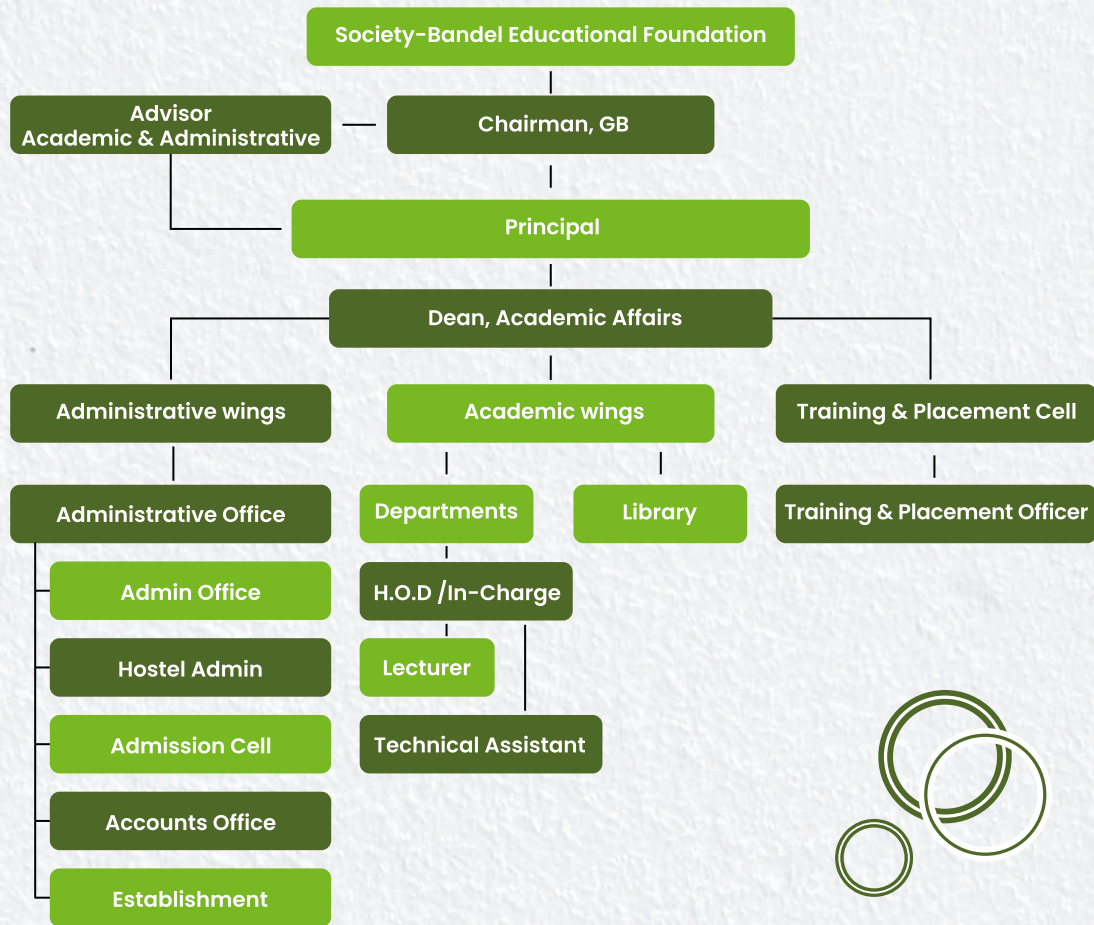 Society-Bandel Educational Foundation
Advisor
Academic & Administrative
Chairman, GB
Principal
Dean, Academic Affairs
Administrative wings
Academic wings
Training & Placement Cell
Administrative Office
Departments
Library
Training & Placement Officer
Admin Office
H.O.D /In-Charge
Hostel Admin
Lecturer
Admission Cell
Technical Assistant
Accounts Office
Establishment